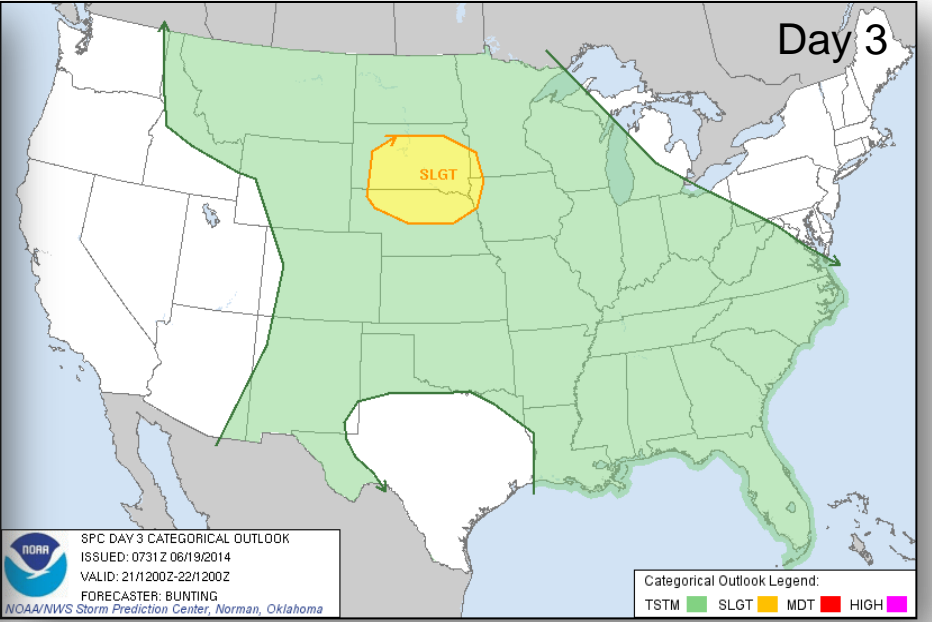 Day 3
SLGT
NOAA
SPC DAY 3 CATEGORICAL OUTLOOK
ISSUED: 0731Z 06/19/2014
VALID: 21/1200Z-22/1200Z
FORECASTER: BUNTING
NOAA/NWS Storm Prediction Center, Norman, Oklahoma
Categorical Outlook Legend:
TSTM SLGT MDT HIGH